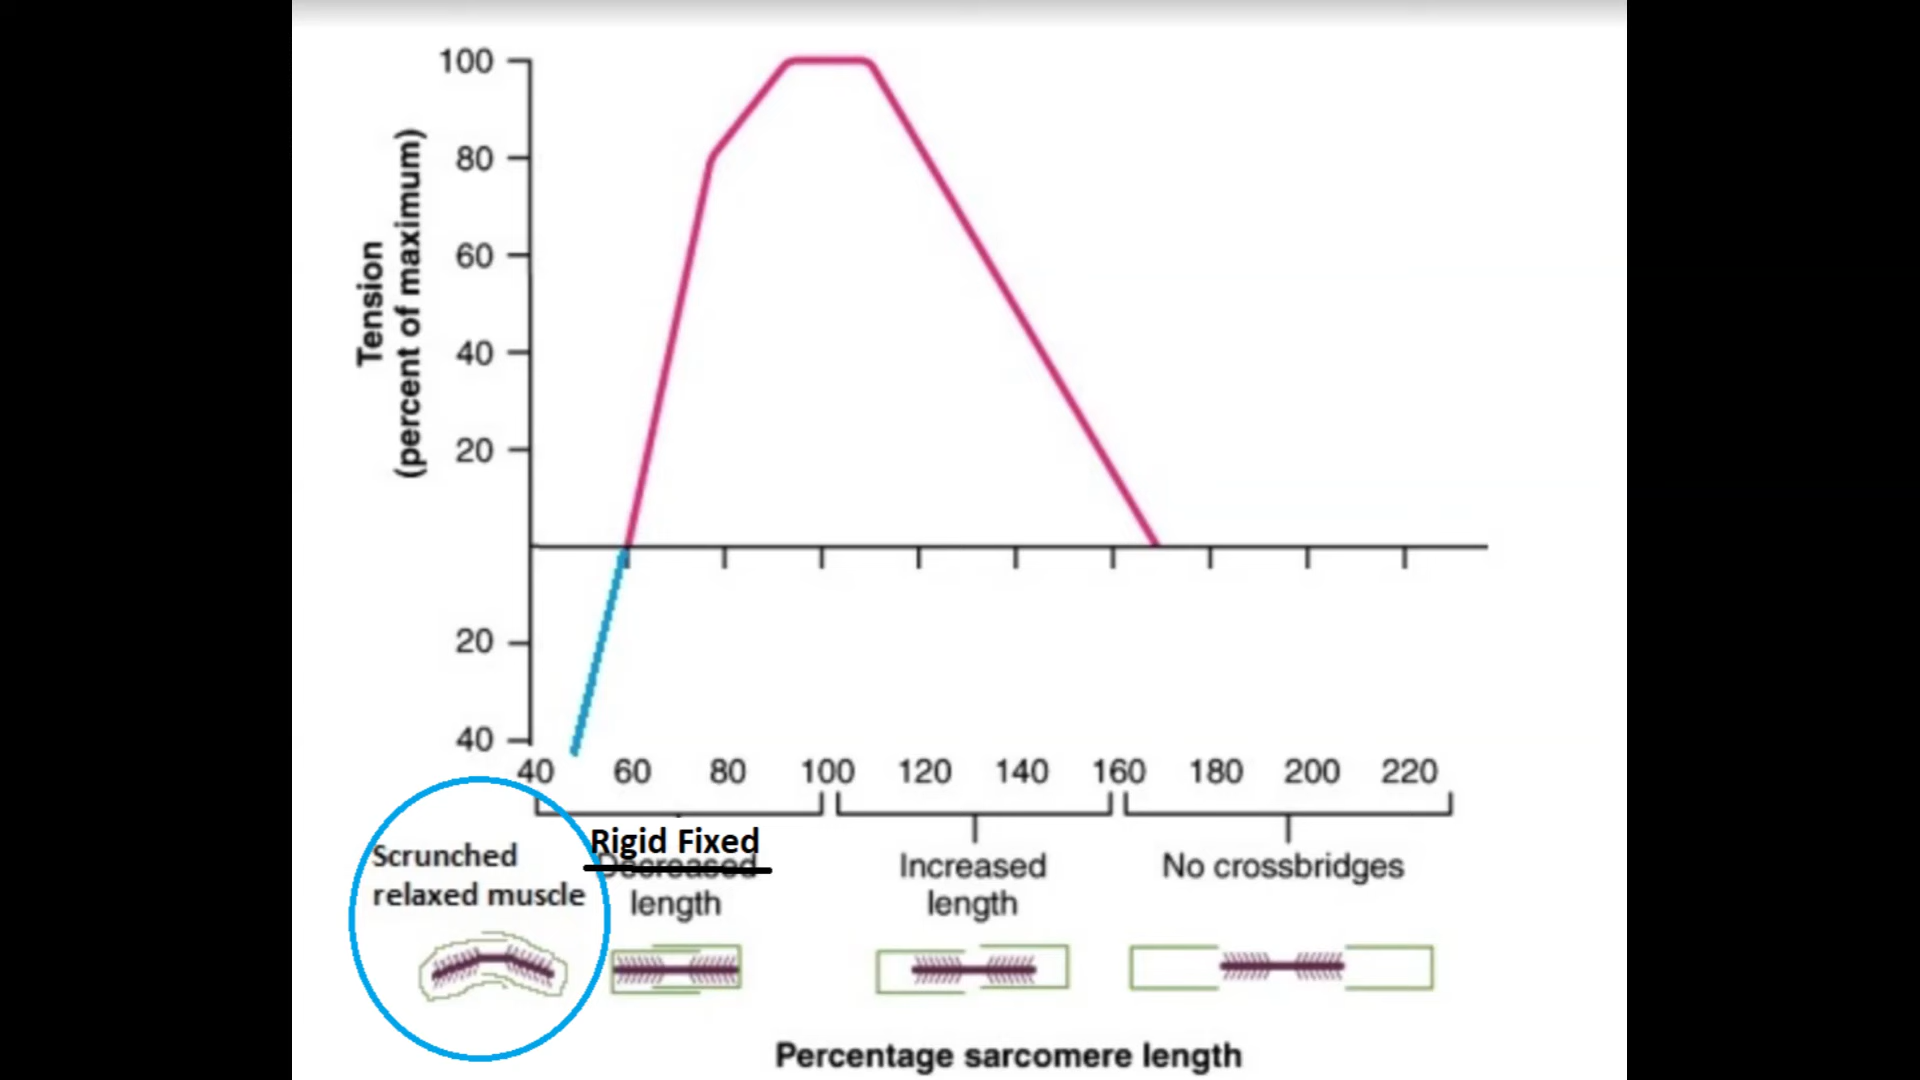 100
80
60
40
20
20
40
Tension
(percent of maximum)
40 60 80 100 120 140 160 180 200 220
Scrunched
relaxed muscle
Rigid Fixed
Decreased
length
Increased
length
No crossbridges
Percentage sarcomere length